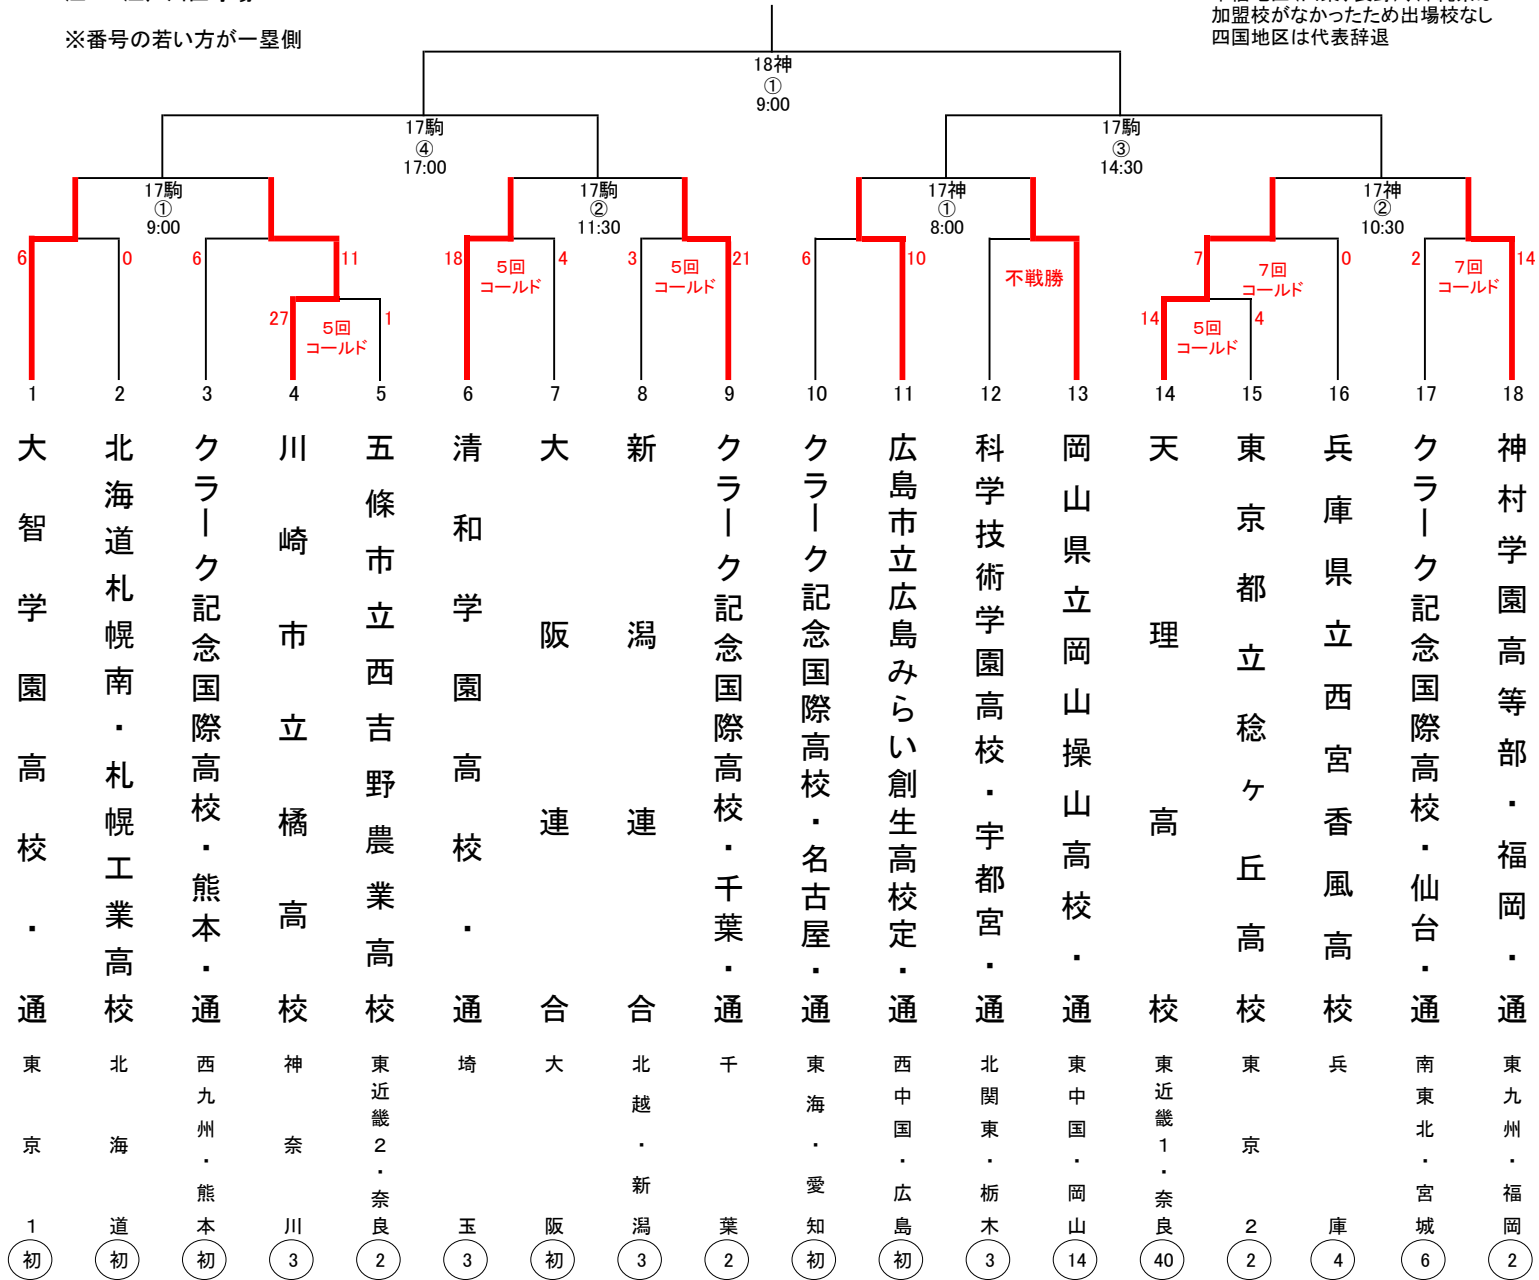 ※番号の若い方が一塁側
加盟校がなかったため出場校なし
四国地区は代表辞退
18神
①
9:00
17駒
④
17:00
17駒
③
14:30
17駒
①
9:00
17駒
②
11:30
17神
①
8:00
17神
②
10:30
6
0
6
11
18
5回
コールド
4
3
5回
コールド
21
6
10
不戦勝
7
7回
コールド
0
2
7回
コールド
14
27
5回
コールド
1
14
5回
コールド
4
1
2
3
4
5
6
7
8
9
10
11
12
13
14
15
16
17
18
大智学園高校・通
北海道札幌南・札幌工業高校
クラーク記念国際高校・熊本・通
川崎市立橘高校
五條市立西吉野農業高校
清和学園高校・通
大阪連合
新潟連合
クラーク記念国際高校・千葉・通
クラーク記念国際高校・名古屋・通
広島市立広島みらい創生高校定・通
科学技術学園高校・宇都宮・通
岡山県立岡山操山高校・通
天理高校
東京都立稔ヶ丘高校
兵庫県立西宮香風高校
クラーク記念国際高校・仙台・通
神村学園高等部・福岡・通
東京1
北海道
西九州・熊本
神奈川
東近畿2・奈良
埼玉
大阪
北越・新潟
千葉
東海・愛知
西中国・広島
北関東・栃木
東中国・岡山
東近畿1・奈良
東京2
兵庫
南東北・宮城
東九州・福岡
初
初
初
3
2
3
初
3
2
初
初
3
14
40
2
4
6
2